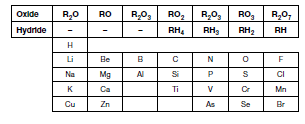 Oxide R₂O RO R₂O₃ RO₂ R₂O₅ RO₃ R₂O₇
Hydride – – – RH₄ RH₃ RH₂ RH
H
Li Be B C N O F
Na Mg Al Si P S Cl
K Ca Ti V Cr Mn
Cu Zn As Se Br